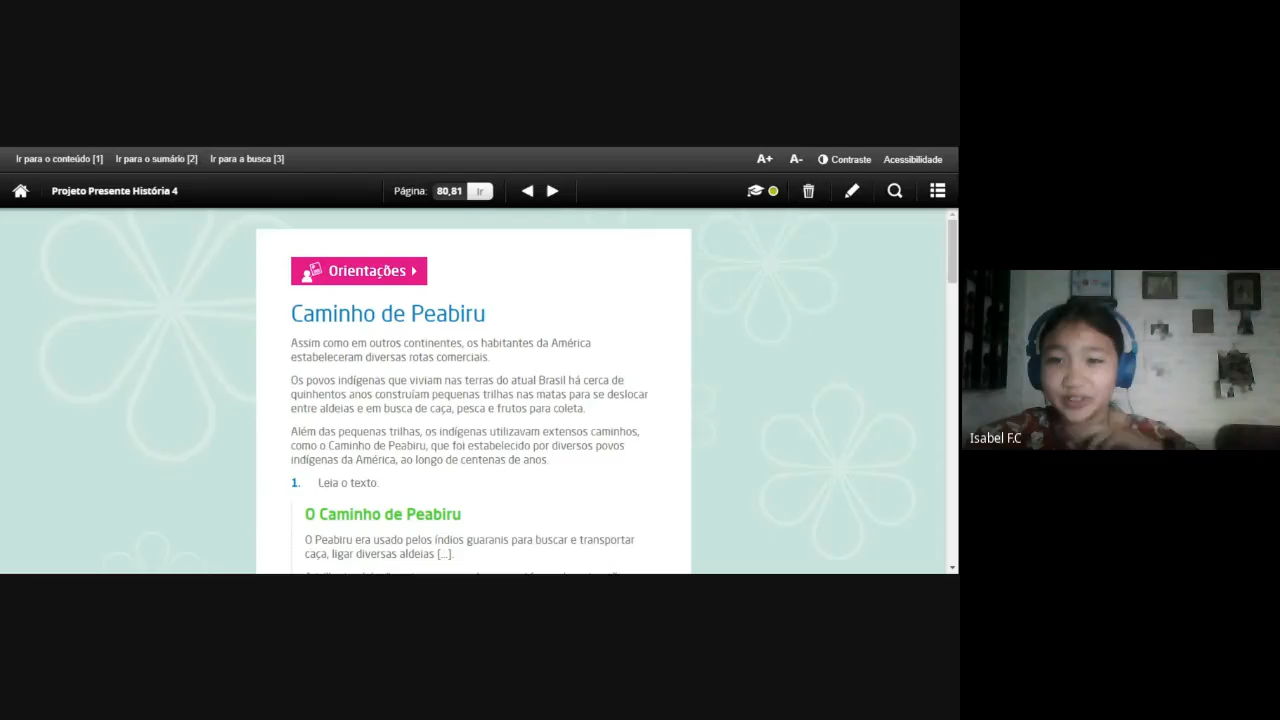 Ir para o conteúdo [1] Ir para o sumário [2] Ir para a busca [3] A+ A- Contraste Acessibilidade
Projeto Presente História 4 Página: 80,81 Ir
Orientações
Caminho de Peabiru
Assim como em outros continentes, os habitantes da América
estabeleceram diversas rotas comerciais.
Os povos indígenas que viviam nas terras do atual Brasil há cerca de
quinhentos anos construíam pequenas trilhas nas matas para se deslocar
entre aldeias e em busca de caça, pesca e frutos para coleta.
Além das pequenas trilhas, os indígenas utilizavam extensos caminhos,
como o Caminho de Peabiru, que foi estabelecido por diversos povos
indígenas da América, ao longo de centenas de anos.
1. Leia o texto.
O Caminho de Peabiru
O Peabiru era usado pelos índios guaranis para buscar e transportar
caça, ligar diversas aldeias [...].
Isabel F.C